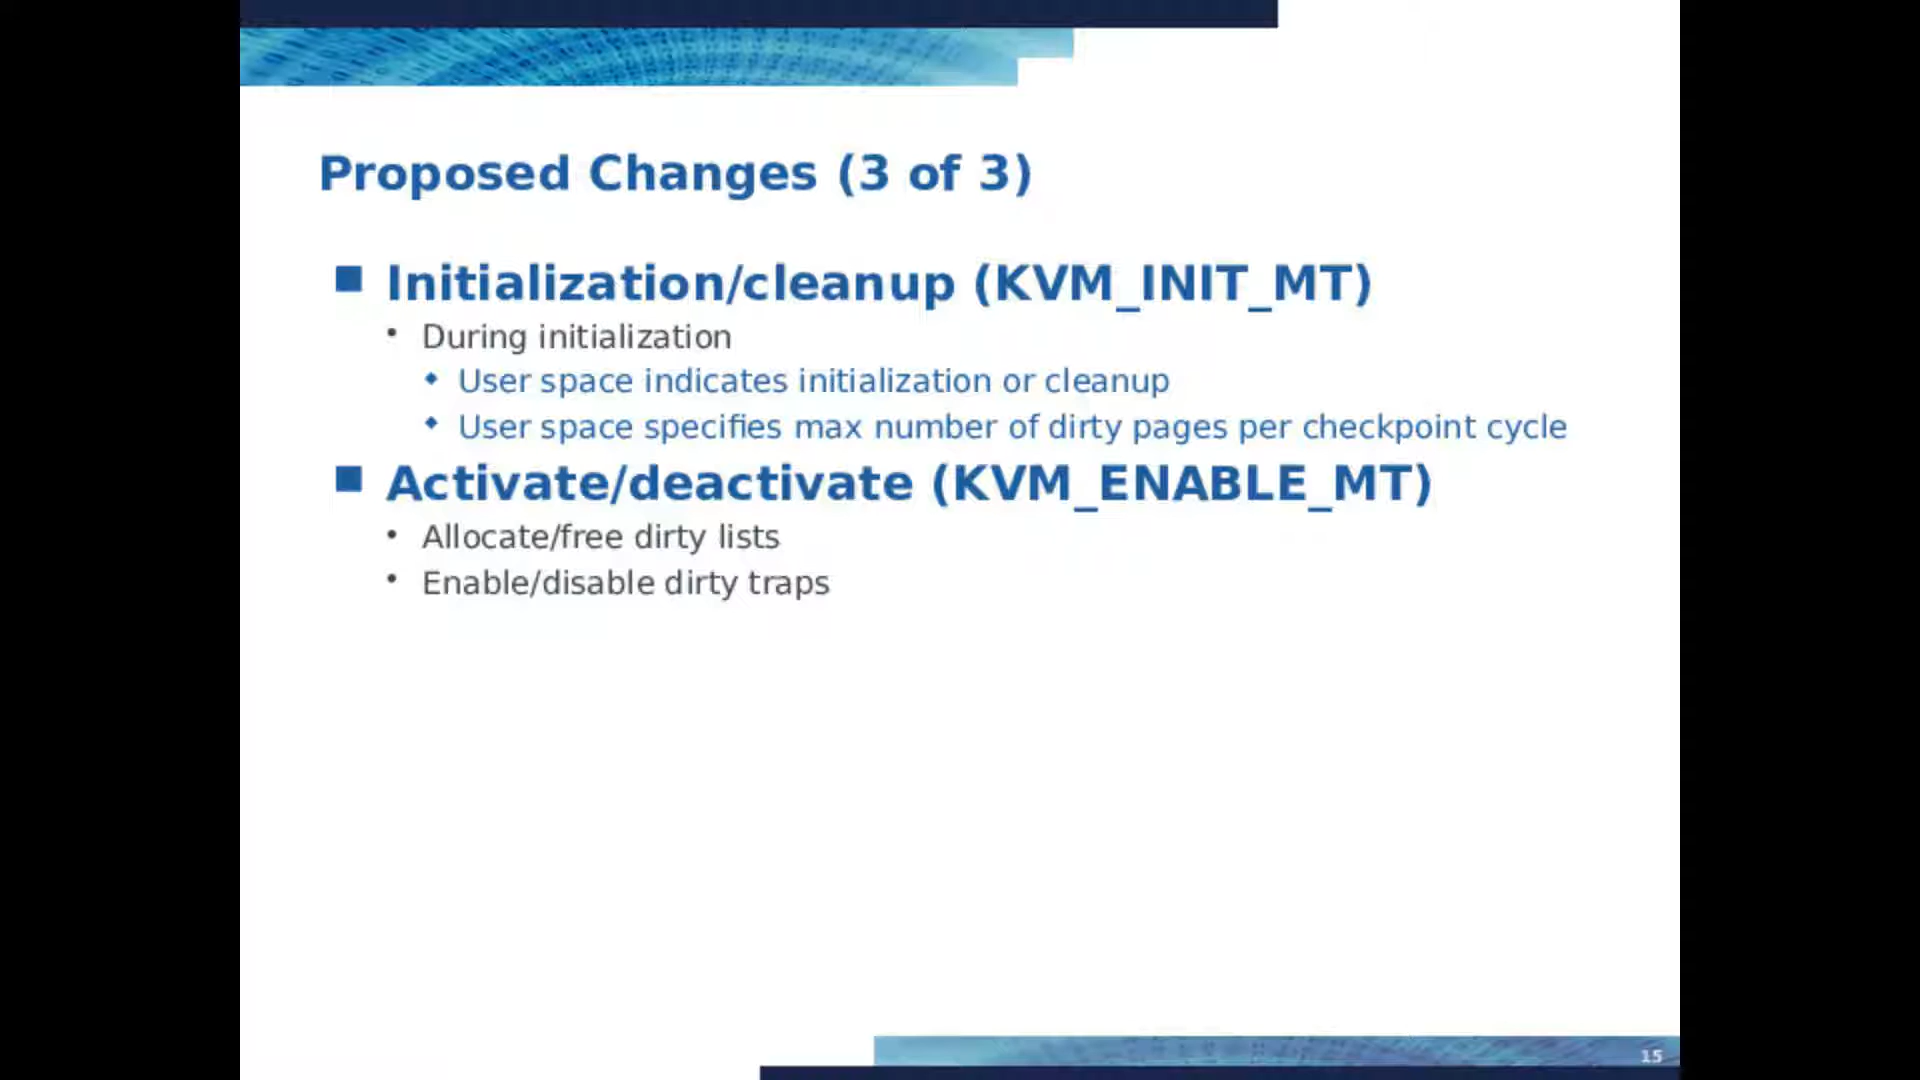 Proposed Changes (3 of 3)
Initialization/cleanup (KVM_INIT_MT)
During initialization
User space indicates initialization or cleanup
User space specifies max number of dirty pages per checkpoint cycle
Activate/deactivate (KVM_ENABLE_MT)
Allocate/free dirty lists
Enable/disable dirty traps
15